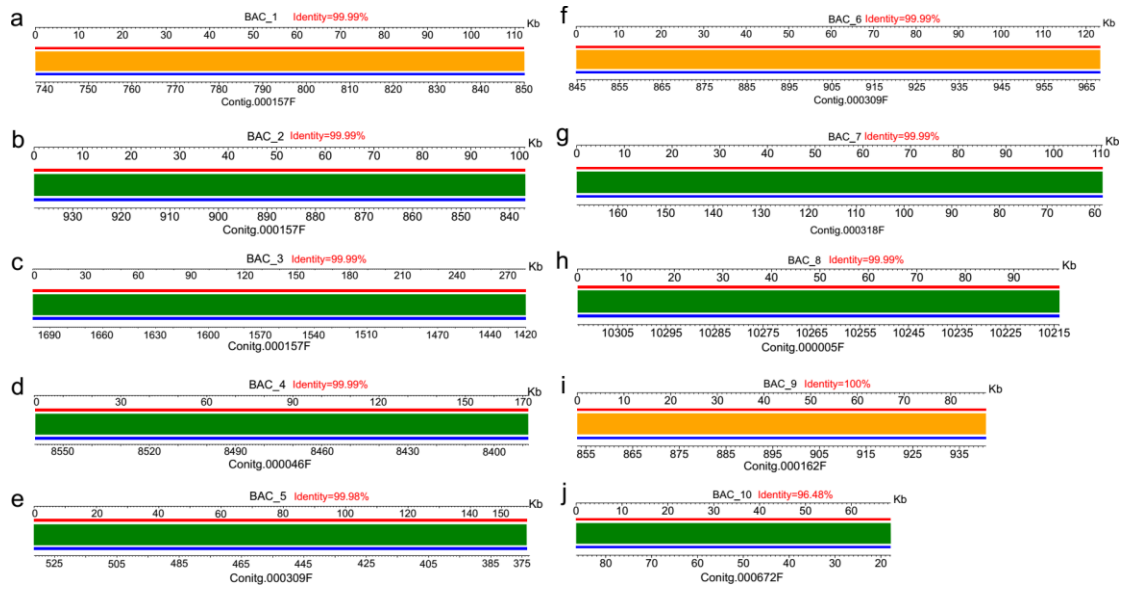 a
BAC_1 Identity=99.99%
Kb
0 10 20 30 40 50 60 70 80 90 100 110
740 750 760 770 780 790 800 810 820 830 840 850
Contig.000157F
b
BAC_2 Identity=99.99%
Kb
0 10 20 30 40 50 60 70 80 90 100
930 920 910 900 890 880 870 860 850 840
Conitg.000157F
c
BAC_3 Identity=99.99%
Kb
0 30 60 90 120 150 180 210 240 270
1690 1660 1630 1600 1570 1540 1510 1470 1440 1420
Conitg.000157F
d
BAC_4 Identity=99.99%
Kb
0 30 60 90 120 150 170
8550 8520 8490 8460 8430 8400
Conitg.000046F
e
BAC_5 Identity=99.98%
Kb
0 20 40 60 80 100 120 140 150
525 505 485 465 445 425 405 385 375
Conitg.000309F
f
BAC_6 Identity=99.99%
Kb
0 10 20 30 40 50 60 70 80 90 100 110 120
845 855 865 875 885 895 905 915 925 935 945 955 965
Contig.000309F
g
BAC_7 Identity=99.99%
Kb
0 10 20 30 40 50 60 70 80 90 100 110
160 150 140 130 120 110 100 90 80 70 60
Contig.000318F
h
BAC_8 Identity=99.99%
Kb
0 10 20 30 40 50 60 70 80 90
10305 10295 10285 10275 10265 10255 10245 10235 10225 10215
Conitg.000005F
i
BAC_9 Identity=100%
Kb
0 10 20 30 40 50 60 70 80
855 865 875 885 895 905 915 925 935
Conitg.000162F
j
BAC_10 Identity=96.48%
Kb
0 10 20 30 40 50 60
80 70 60 50 40 30 20
Conitg.000672F